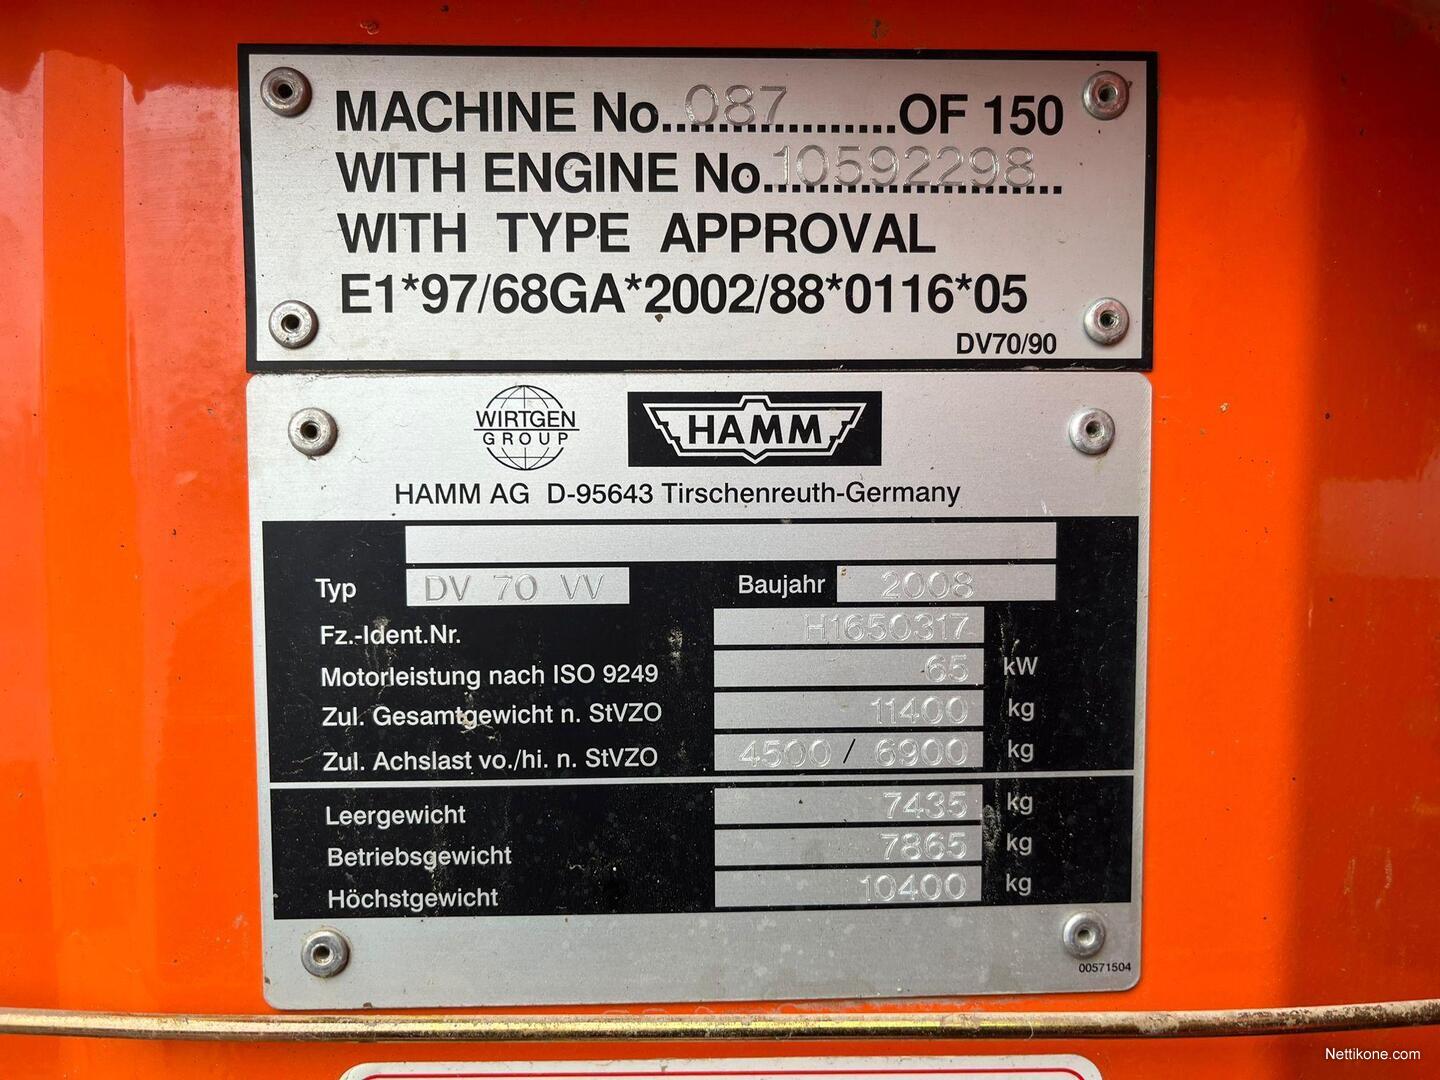 MACHINE No.....087..........OF 150
WITH ENGINE No..10592298..
WITH TYPE APPROVAL
E1*97/68GA*2002/88*0116*05
DV70/90
WIRTGEN
GROUP
HAMM
HAMM AG D-95643 Tirschenreuth-Germany
Typ DV 70 VV Baujahr 2008
Fz.-Ident.Nr. H1650317
Motorleistung nach ISO 9249 65 kW
Zul. Gesamtgewicht n. StVZO 11400 kg
Zul. Achslast vo./hi. n. StVZO 4500 / 6900 kg
Leergewicht 7435 kg
Betriebsgewicht 7865 kg
Höchstgewicht 10400 kg
00571504
Nettikone.com